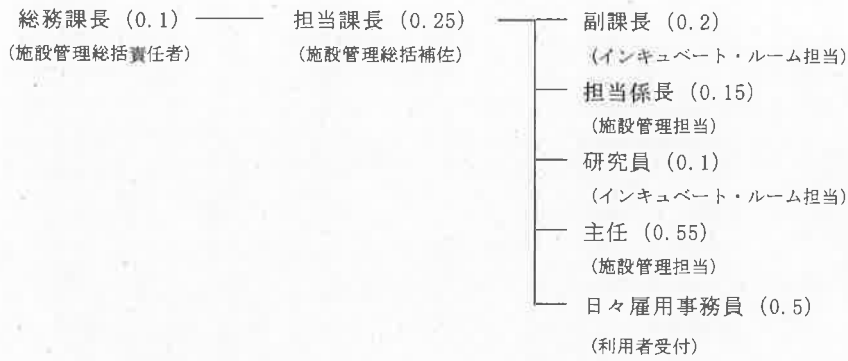 総務課長 (0.1) 担当課長 (0.25) 副課長 (0.2)
(施設管理総括責任者) (施設管理総括補佐) (インキュベート・ルーム担当)
担当係長 (0.15)
(施設管理担当)
研究員 (0.1)
(インキュベート・ルーム担当)
主任 (0.55)
(施設管理担当)
日々雇用事務員 (0.5)
(利用者受付)